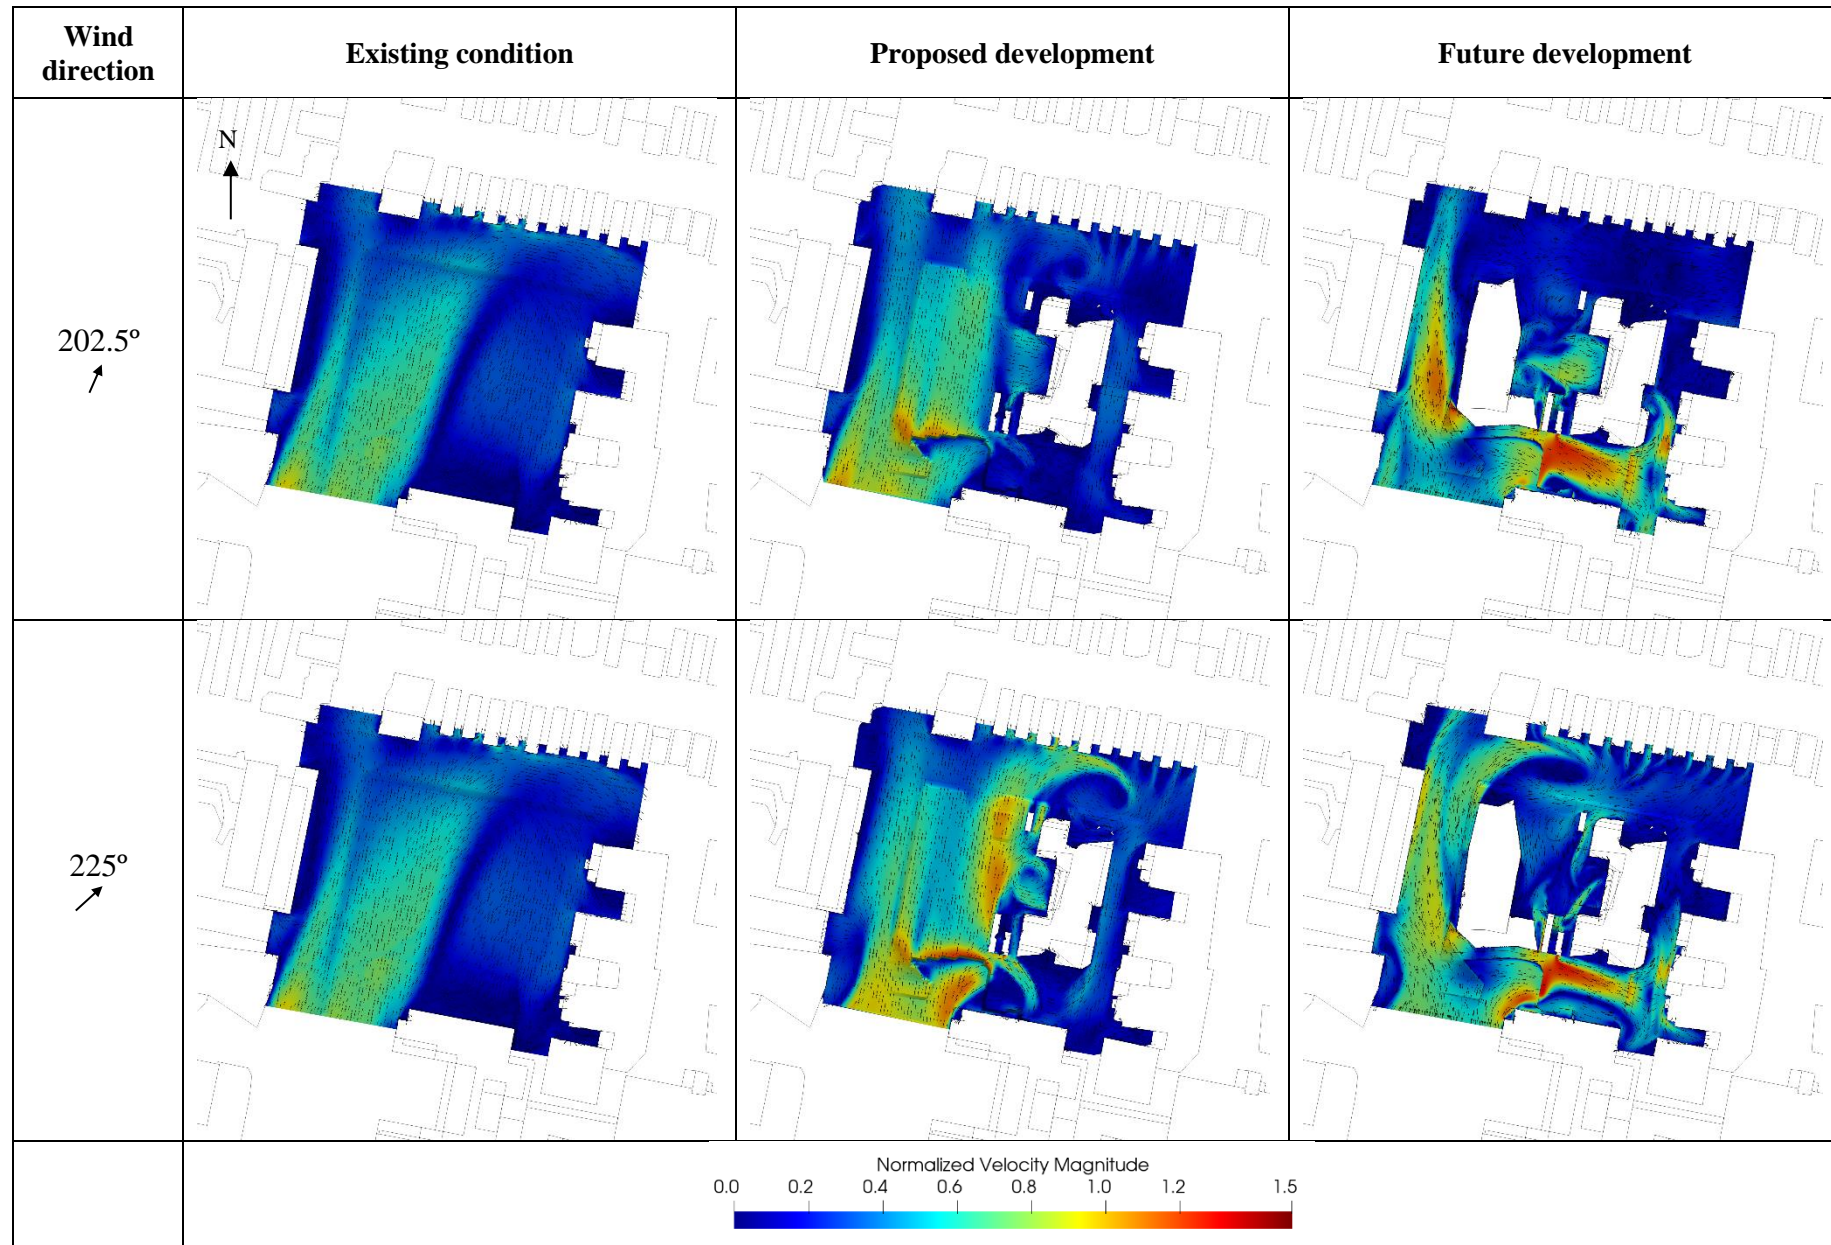 Wind direction
Existing condition
Proposed development
Future development
N
202.5º
225º
Normalized Velocity Magnitude
0.0 0.2 0.4 0.6 0.8 1.0 1.2 1.5